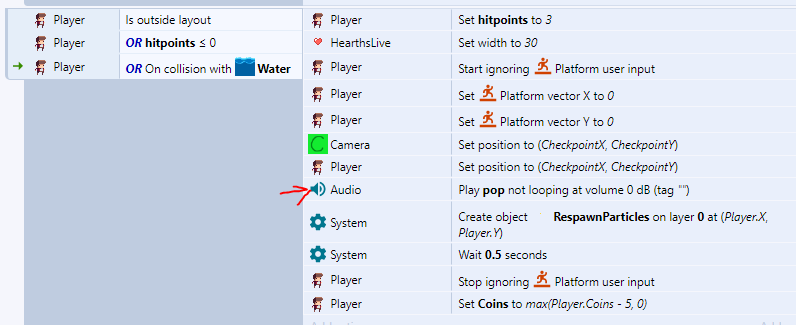 Player Is outside layout
Player OR hitpoints ≤ 0
Player OR On collision with Water
Player Set hitpoints to 3
HearthsLive Set width to 30
Player Start ignoring Platform user input
Player Set Platform vector X to 0
Player Set Platform vector Y to 0
C Camera Set position to (CheckpointX, CheckpointY)
Player Set position to (CheckpointX, CheckpointY)
Audio Play pop not looping at volume 0 dB (tag "")
System Create object RespawnParticles on layer 0 at (Player.X,
Player.Y)
System Wait 0.5 seconds
Player Stop ignoring Platform user input
Player Set Coins to max(Player.Coins - 5, 0)